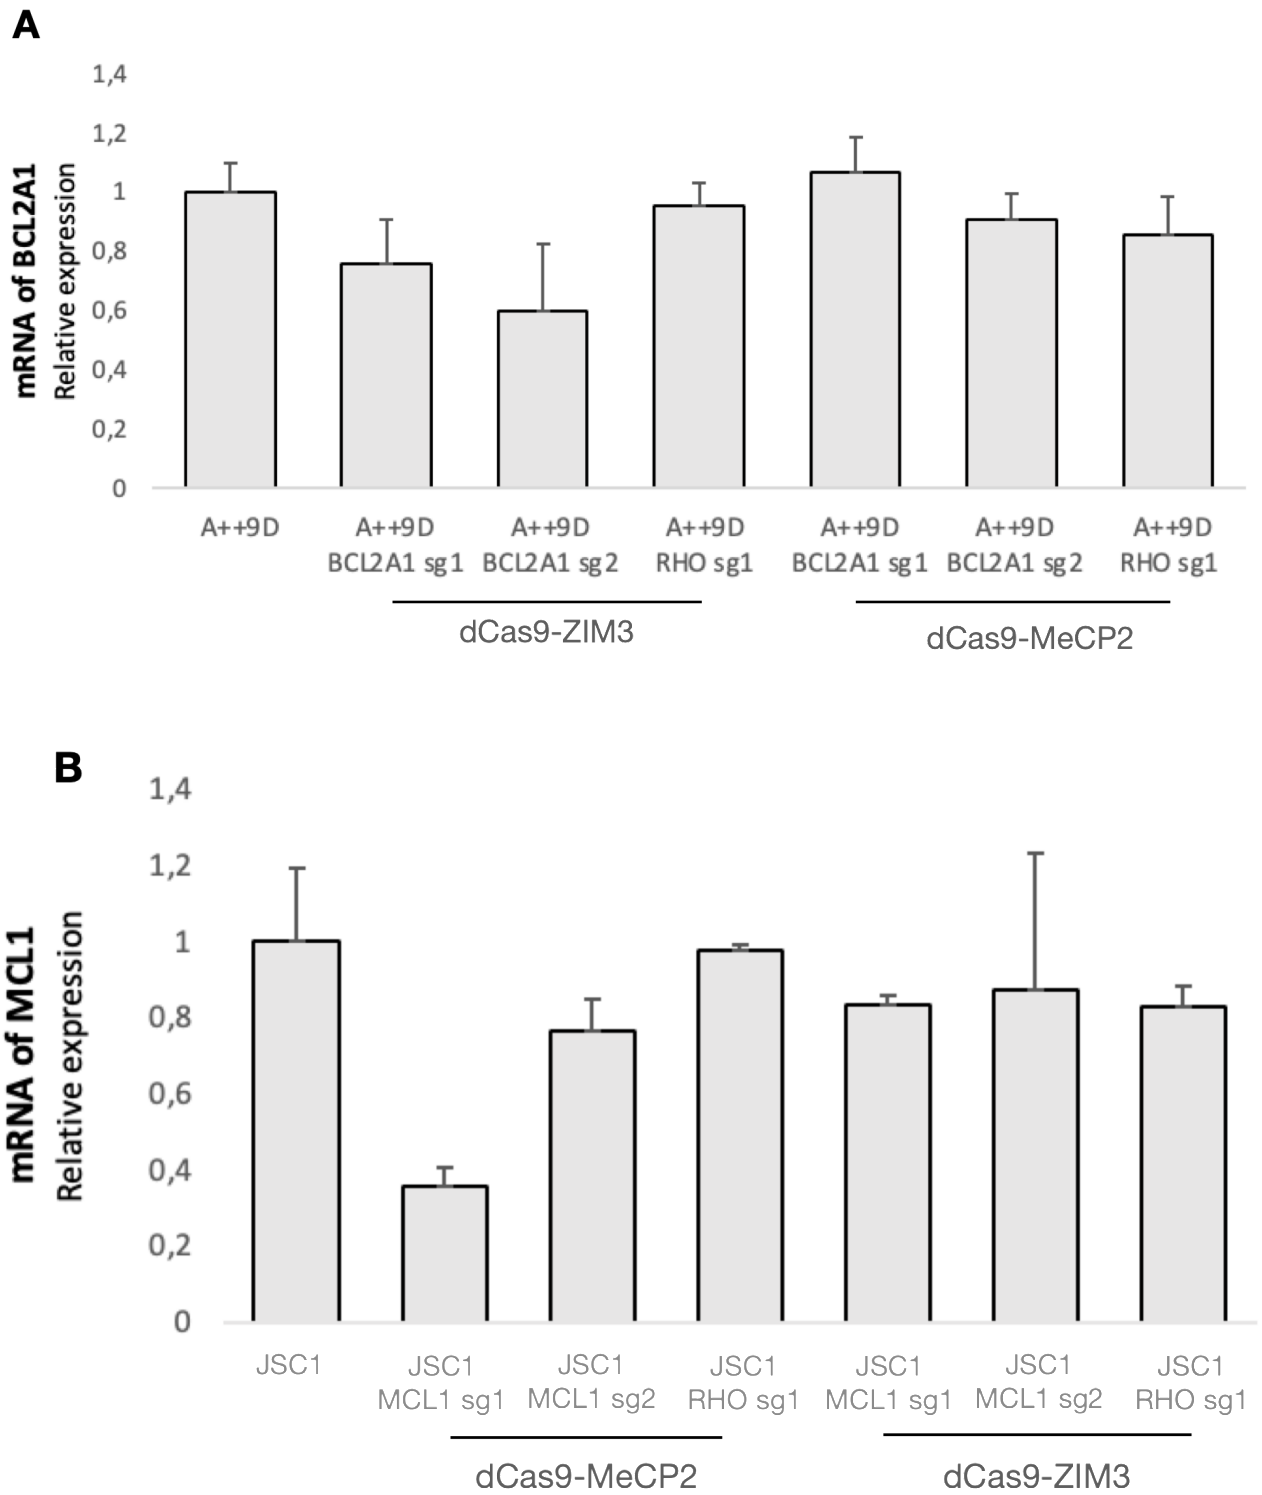 A
mRNA of BCL2A1
Relative expression
1,4
1,2
1
0,8
0,6
0,4
0,2
0
A++9D
A++9D
BCL2A1 sg1
A++9D
BCL2A1 sg2
A++9D
RHO sg1
A++9D
BCL2A1 sg1
A++9D
BCL2A1 sg2
A++9D
RHO sg1
dCas9-ZIM3
dCas9-MeCP2
B
mRNA of MCL1
Relative expression
1,4
1,2
1
0,8
0,6
0,4
0,2
0
JSC1
JSC1
MCL1 sg1
JSC1
MCL1 sg2
JSC1
RHO sg1
JSC1
MCL1 sg1
JSC1
MCL1 sg2
JSC1
RHO sg1
dCas9-MeCP2
dCas9-ZIM3